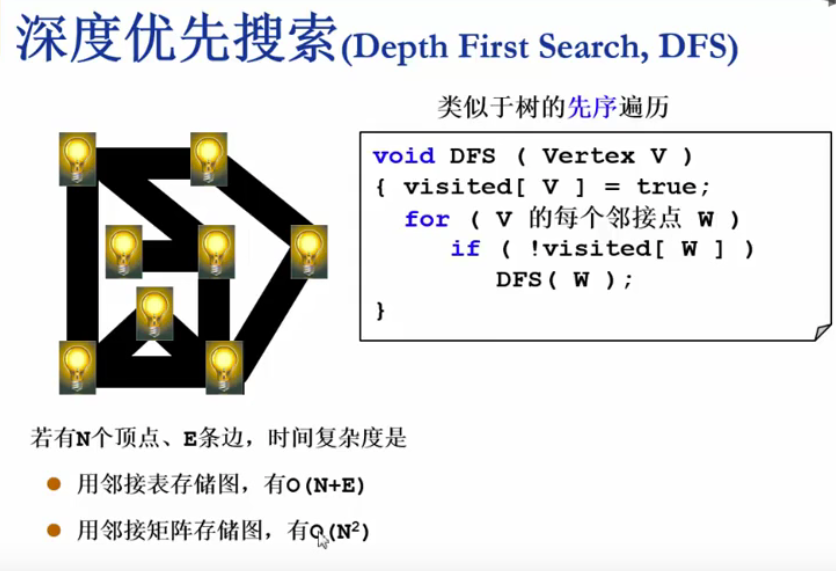 深度优先搜索(Depth First Search, DFS)
类似于树的先序遍历
void DFS ( Vertex V )
{ visited[ V ] = true;
for ( V 的每个邻接点 W )
if ( !visited[ W ] )
DFS( W );
}
若有N个顶点、E条边，时间复杂度是
用邻接表存储图，有O(N+E)
用邻接矩阵存储图，有O(N²)